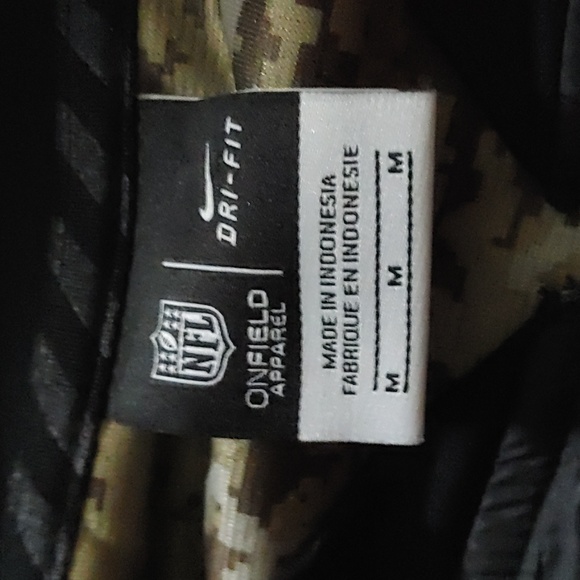 NFL
ONFIELD
APPAREL
DRI-FIT
MADE IN INDONESIA
FABRIQUE EN INDONESIE
M M M